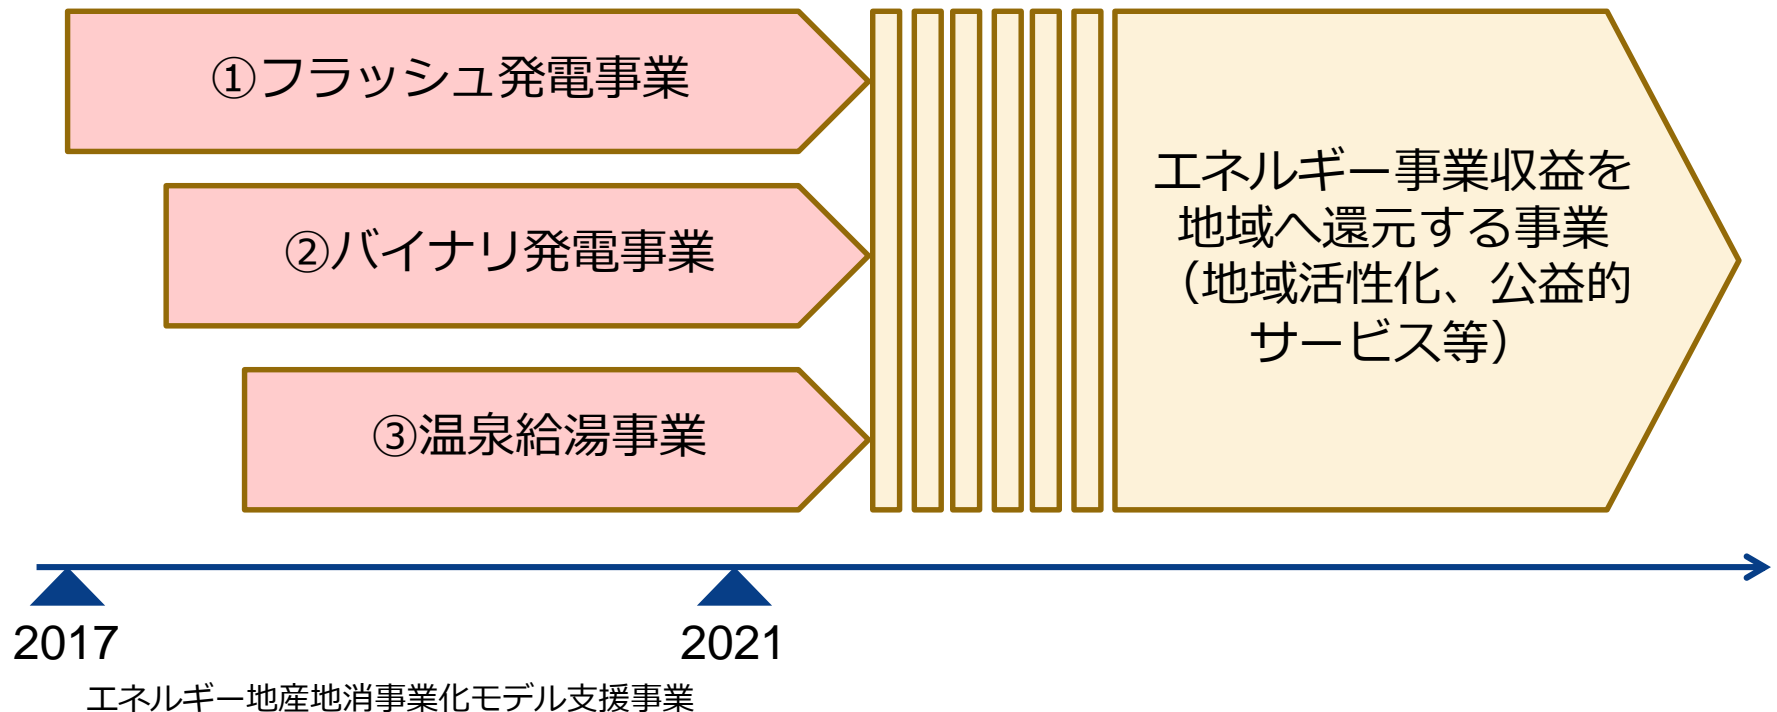 ①フラッシュ発電事業
②バイナリ発電事業
③温泉給湯事業
エネルギー事業収益を
地域へ還元する事業
（地域活性化、公益的
サービス等）
2017
2021
エネルギー地産地消事業化モデル支援事業